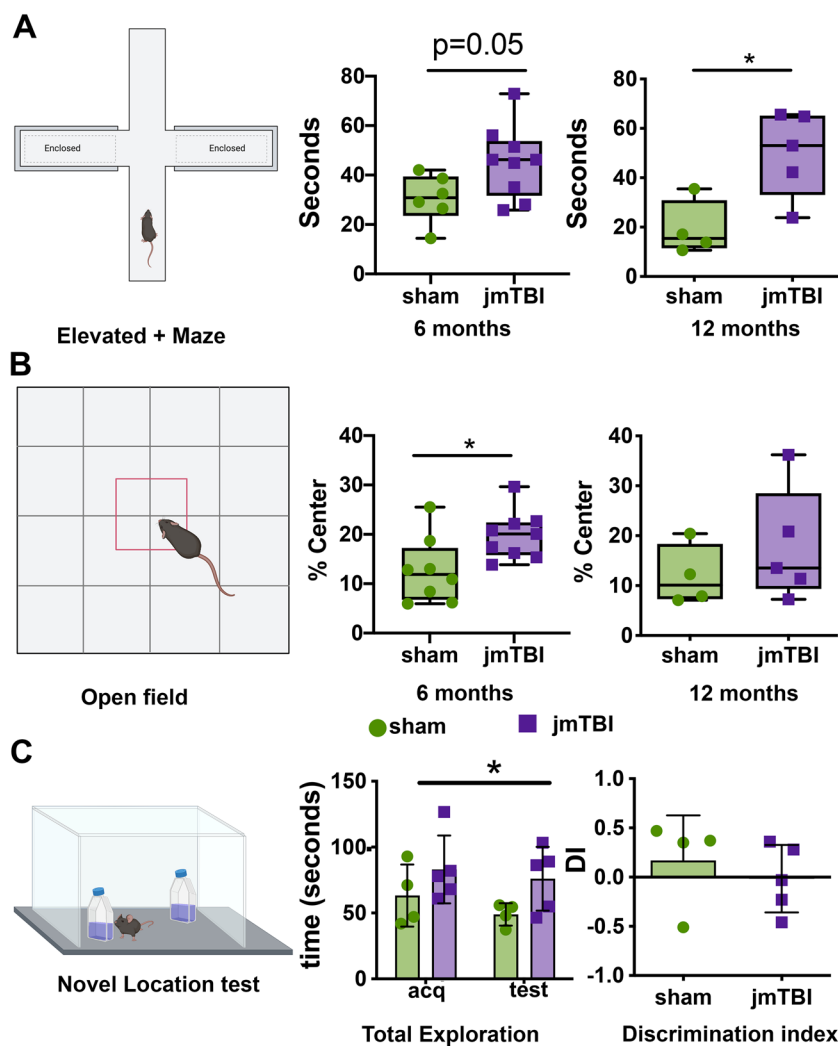 A
Enclosed
Enclosed
Elevated + Maze
p=0.05
Seconds
80
60
40
20
0
sham
jmTBI
6 months
*
Seconds
80
60
40
20
0
sham
jmTBI
12 months
B
Open field
*
% Center
40
30
20
10
0
sham
jmTBI
6 months
% Center
40
30
20
10
0
sham
jmTBI
12 months
sham
jmTBI
C
Novel Location test
*
time (seconds)
150
100
50
0
acq
test
Total Exploration
DI
1.0
0.5
0.0
-0.5
-1.0
sham
jmTBI
Discrimination index